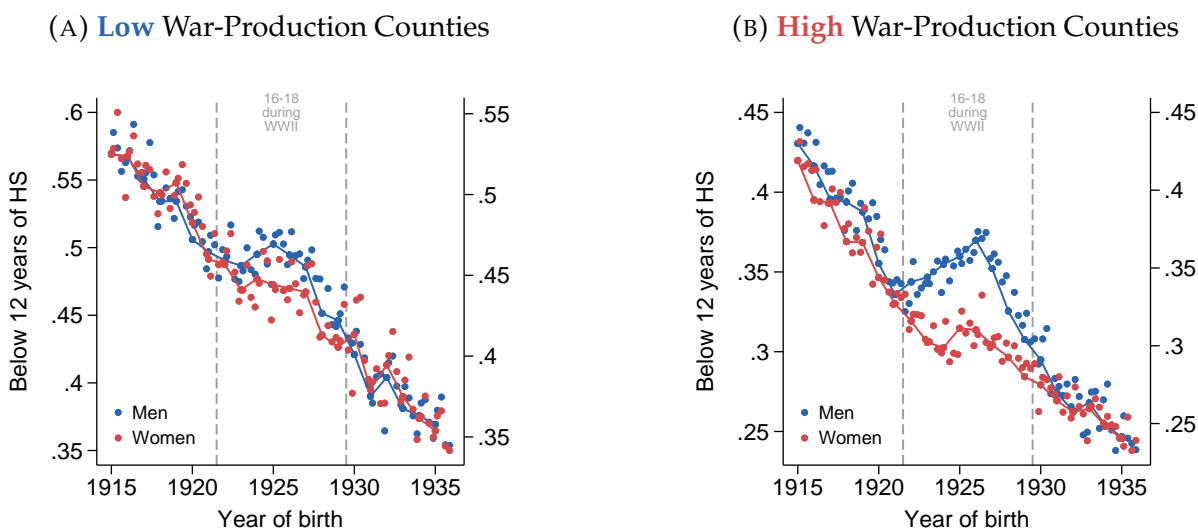 (A) Low War-Production Counties
16-18
during
WWII
.6
.55
.5
.45
.4
.35
.55
.5
.45
.4
.35
Below 12 years of HS
Men
Women
1915 1920 1925 1930 1935
Year of birth
(B) High War-Production Counties
16-18
during
WWII
.45
.4
.35
.3
.25
.45
.4
.35
.3
.25
Below 12 years of HS
Men
Women
1915 1920 1925 1930 1935
Year of birth